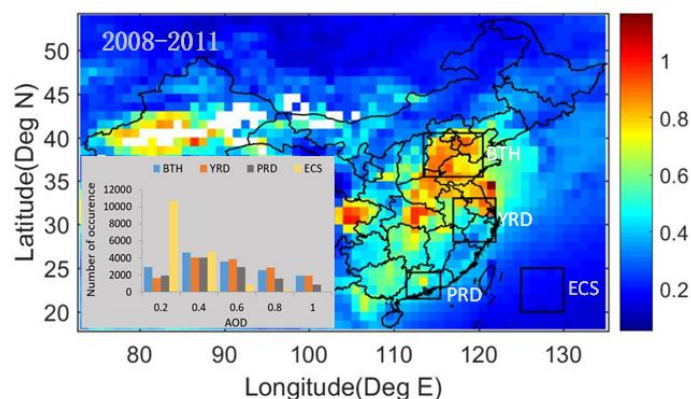 2008-2011
Latitude(Deg N)
50
45
40
35
30
25
20
BTH
YRD
PRD
ECS
BTH YRD PRD ECS
Number of occurence
12000
10000
8000
6000
4000
2000
0
0.2 0.4 0.6 0.8 1
AOD
80 90 100 110 120 130
Longitude(Deg E)
1
0.8
0.6
0.4
0.2